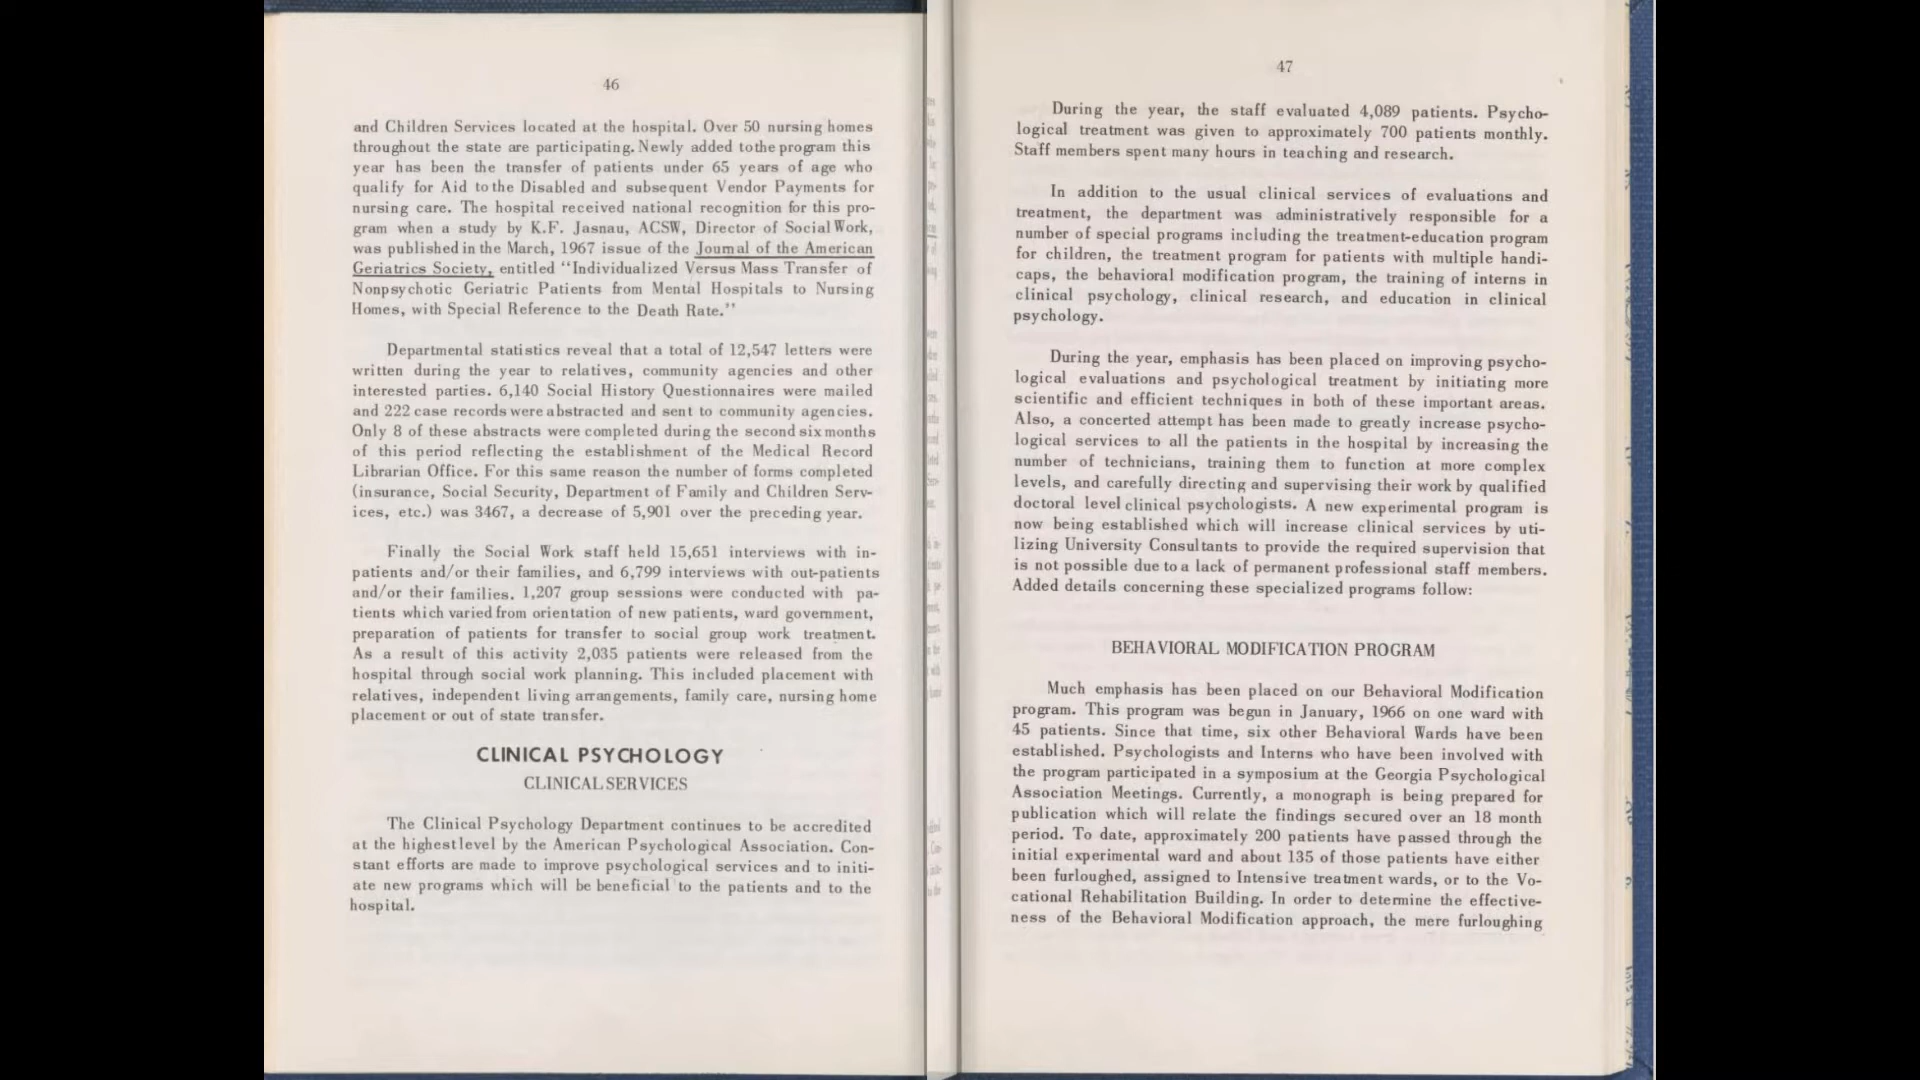 46
and Children Services located at the hospital. Over 50 nursing homes
throughout the state are participating. Newly added to the program this
year has been the transfer of patients under 65 years of age who
qualify for Aid to the Disabled and subsequent Vendor Payments for
nursing care. The hospital received national recognition for this pro-
gram when a study by K.F. Jasnau, ACSW, Director of Social Work,
was published in the March, 1967 issue of the Journal of the American
Geriatrics Society, entitled "Individualized Versus Mass Transfer of
Nonpsychotic Geriatric Patients from Mental Hospitals to Nursing
Homes, with Special Reference to the Death Rate."
Departmental statistics reveal that a total of 12,547 letters were
written during the year to relatives, community agencies and other
interested parties. 6,140 Social History Questionnaires were mailed
and 222 case records were abstracted and sent to community agencies.
Only 8 of these abstracts were completed during the second six months
of this period reflecting the establishment of the Medical Record
Librarian Office. For this same reason the number of forms completed
(insurance, Social Security, Department of Family and Children Serv-
ices, etc.) was 3467, a decrease of 5,901 over the preceding year.
Finally the Social Work staff held 15,651 interviews with in-
patients and/or their families, and 6,799 interviews with out-patients
and/or their families. 1,207 group sessions were conducted with pa-
tients which varied from orientation of new patients, ward government,
preparation of patients for transfer to social group work treatment.
As a result of this activity 2,035 patients were released from the
hospital through social work planning. This included placement with
relatives, independent living arrangements, family care, nursing home
placement or out of state transfer.
CLINICAL PSYCHOLOGY
CLINICAL SERVICES
The Clinical Psychology Department continues to be accredited
at the highest level by the American Psychological Association. Con-
stant efforts are made to improve psychological services and to initi-
ate new programs which will be beneficial to the patients and to the
hospital.
47
During the year, the staff evaluated 4,089 patients. Psycho-
logical treatment was given to approximately 700 patients monthly.
Staff members spent many hours in teaching and research.
In addition to the usual clinical services of evaluations and
treatment, the department was administratively responsible for a
number of special programs including the treatment-education program
for children, the treatment program for patients with multiple handi-
caps, the behavioral modification program, the training of interns in
clinical psychology, clinical research, and education in clinical
psychology.
During the year, emphasis has been placed on improving psycho-
logical evaluations and psychological treatment by initiating more
scientific and efficient techniques in both of these important areas.
Also, a concerted attempt has been made to greatly increase psycho-
logical services to all the patients in the hospital by increasing the
number of technicians, training them to function at more complex
levels, and carefully directing and supervising their work by qualified
doctoral level clinical psychologists. A new experimental program is
now being established which will increase clinical services by uti-
lizing University Consultants to provide the required supervision that
is not possible due to a lack of permanent professional staff members.
Added details concerning these specialized programs follow:
BEHAVIORAL MODIFICATION PROGRAM
Much emphasis has been placed on our Behavioral Modification
program. This program was begun in January, 1966 on one ward with
45 patients. Since that time, six other Behavioral Wards have been
established. Psychologists and Interns who have been involved with
the program participated in a symposium at the Georgia Psychological
Association Meetings. Currently, a monograph is being prepared for
publication which will relate the findings secured over an 18 month
period. To date, approximately 200 patients have passed through the
initial experimental ward and about 135 of those patients have either
been furloughed, assigned to Intensive treatment wards, or to the Vo-
cational Rehabilitation Building. In order to determine the effective-
ness of the Behavioral Modification approach, the mere furloughing